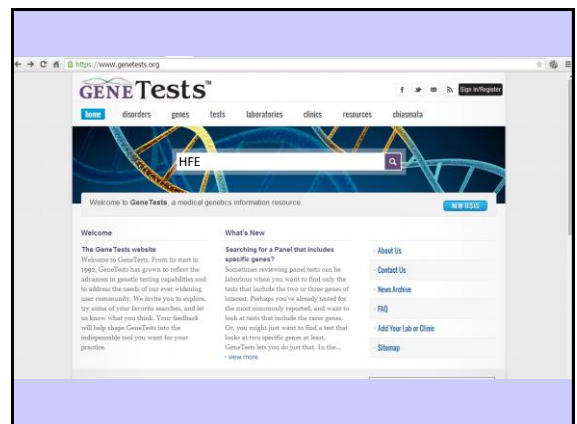 https://www.genetests.org
GENETests™
Sign In/Register
home disorders genes tests laboratories clinics resources chiasmata
HFE
Welcome to GeneTests, a medical genetics information resource.
NEW USERS
Welcome
The GeneTests website
Welcome to GeneTests. From its start in
1992, GeneTests has grown to reflect the
advances in genetic testing capabilities and
to address the needs of our ever widening
user community. We invite you to explore,
try some of your favorite searches, and let
us know what you think. Your feedback
will help shape GeneTests into the
indispensable tool you want for your
practice.
What's New
Searching for a Panel that includes
specific genes?
Sometimes reviewing panel tests can be
laborious when you want to find only the
tests that include the two or three genes of
interest. Perhaps you've already tested for
the most commonly reported, and want to
look at tests that include the rarer genes.
Or, you might just want to find a test that
looks at two specific genes at least.
GeneTests lets you do just that. In the...
- view more
About Us
Contact Us
News Archive
FAQ
Add Your Lab or Clinic
Sitemap